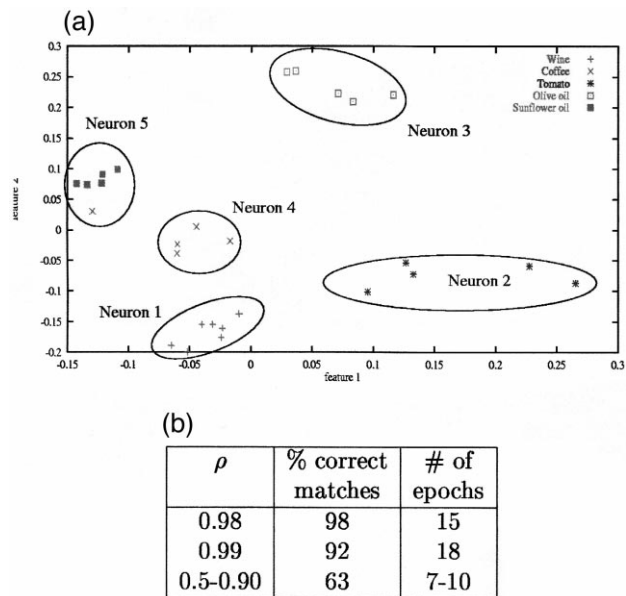 (a)
0.3
0.25
0.2
0.15
0.1
0.05
0
-0.05
-0.1
-0.15
-0.2
feature 2
Wine +
Coffee ×
Tomato ✱
Olive oil □
Sunflower oil ■
Neuron 3
Neuron 5
Neuron 4
Neuron 2
Neuron 1
-0.15 -0.1 -0.05 0 0.05 0.1 0.15 0.2 0.25 0.3
feature 1
(b)
ρ % correct matches # of epochs
0.98 98 15
0.99 92 18
0.5-0.90 63 7-10